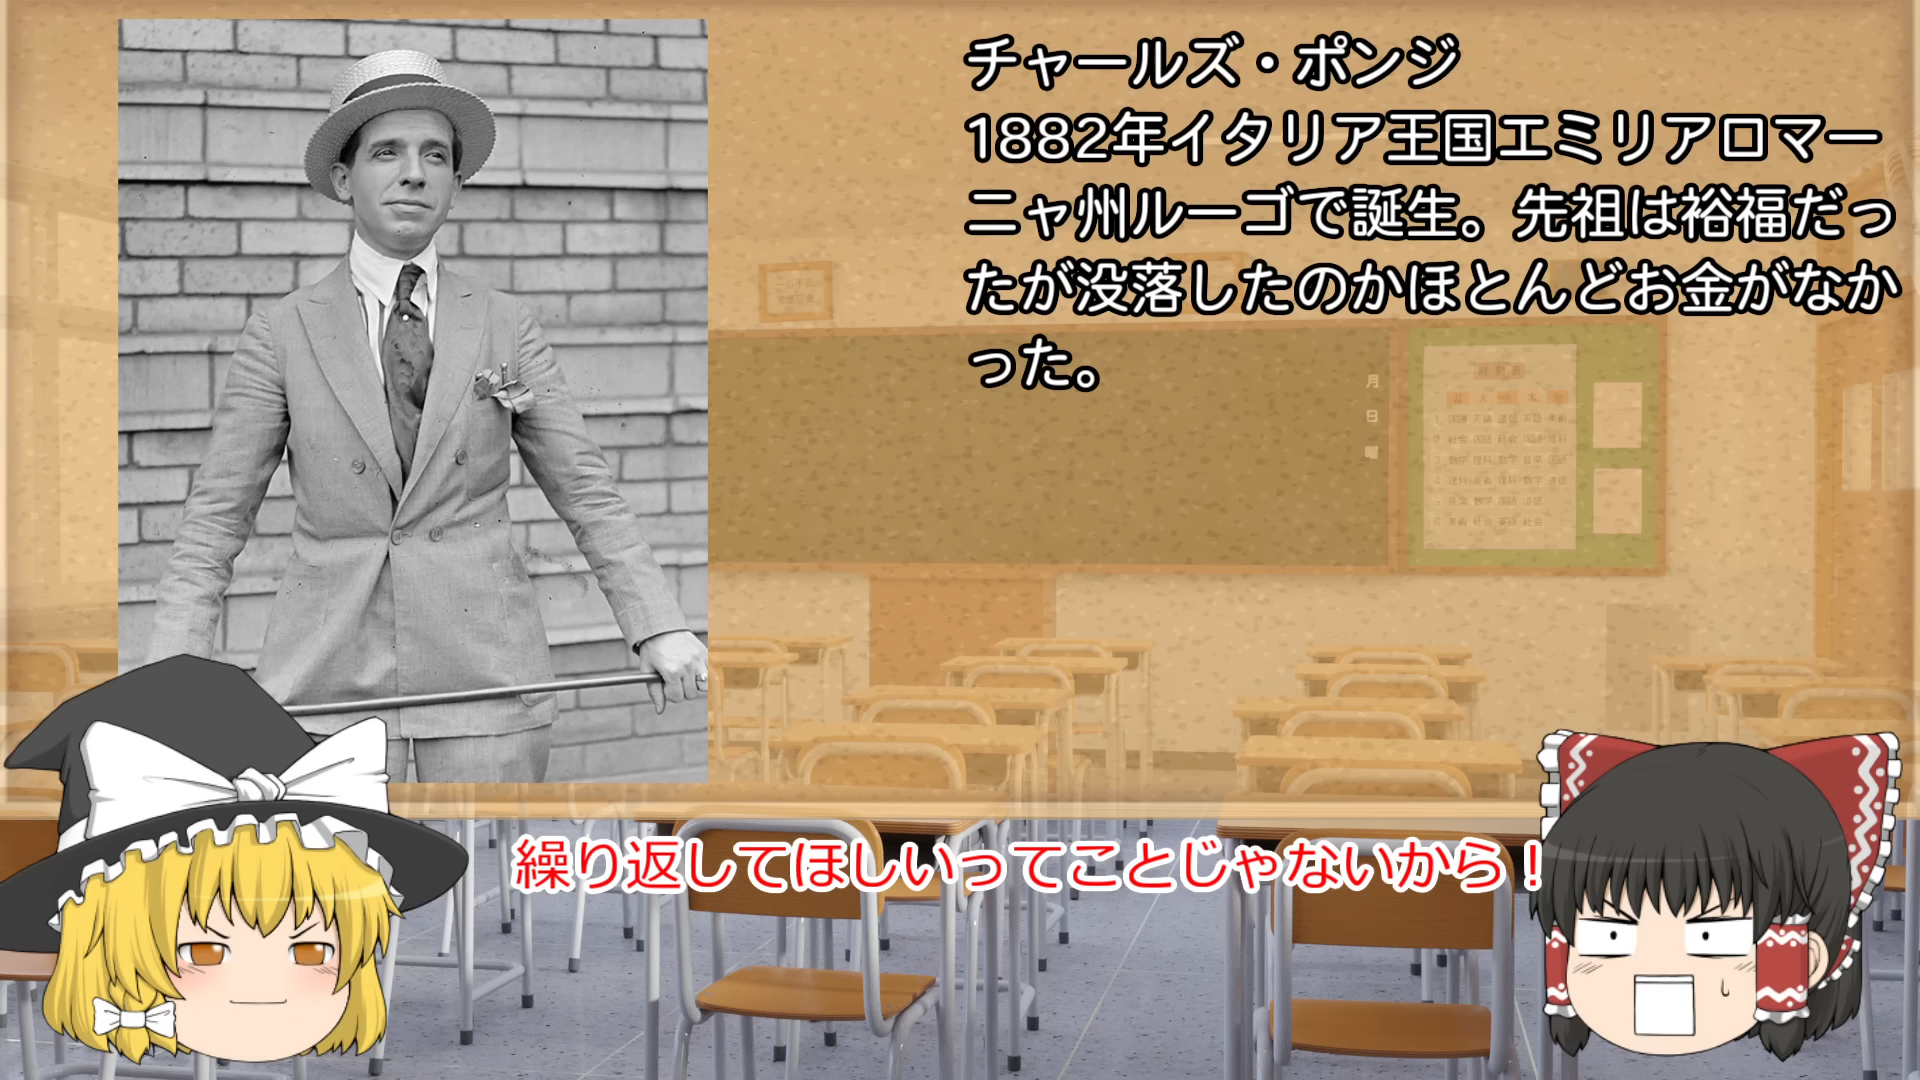 チャールズ・ポンジ
1882年イタリア王国エミリアロマー
ニャ州ルーゴで誕生。先祖は裕福だっ
たが没落したのかほとんどお金がなか
った。
月
日
曜
繰り返してほしいってことじゃないから！